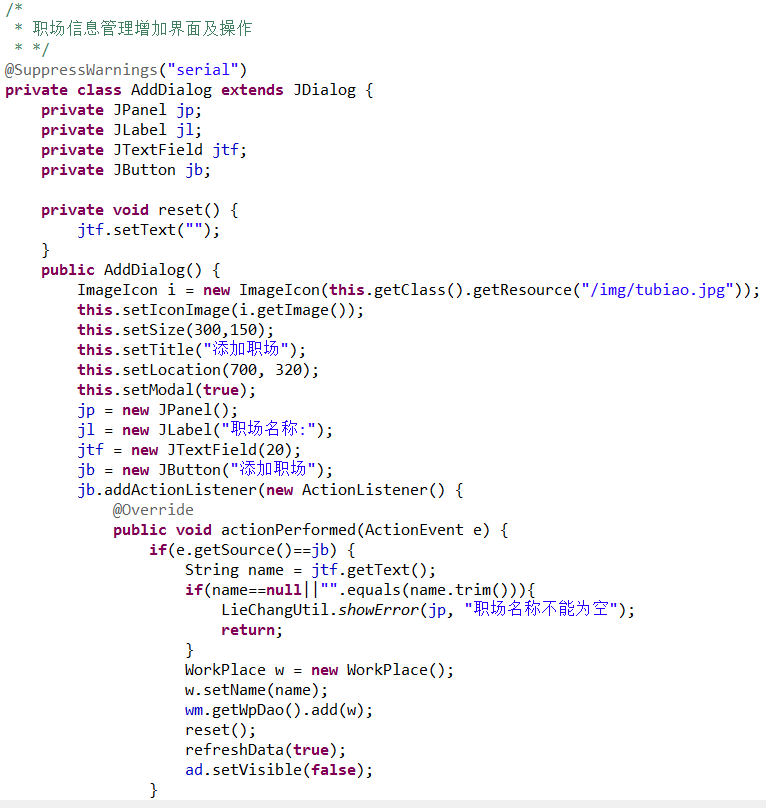 /*
 * 职场信息管理增加界面及操作
 * */
@SuppressWarnings("serial")
private class AddDialog extends JDialog {
    private JPanel jp;
    private JLabel jl;
    private JTextField jtf;
    private JButton jb;

    private void reset() {
        jtf.setText("");
    }
    public AddDialog() {
        ImageIcon i = new ImageIcon(this.getClass().getResource("/img/tubiao.jpg"));
        this.setIconImage(i.getImage());
        this.setSize(300,150);
        this.setTitle("添加职场");
        this.setLocation(700, 320);
        this.setModal(true);
        jp = new JPanel();
        jl = new JLabel("职场名称:");
        jtf = new JTextField(20);
        jb = new JButton("添加职场");
        jb.addActionListener(new ActionListener() {
            @Override
            public void actionPerformed(ActionEvent e) {
                if(e.getSource()==jb) {
                    String name = jtf.getText();
                    if(name==null||"".equals(name.trim())){
                        LieChangUtil.showError(jp, "职场名称不能为空");
                        return;
                    }
                    WorkPlace w = new WorkPlace();
                    w.setName(name);
                    wm.getWpDao().add(w);
                    reset();
                    refreshData(true);
                    ad.setVisible(false);
                }